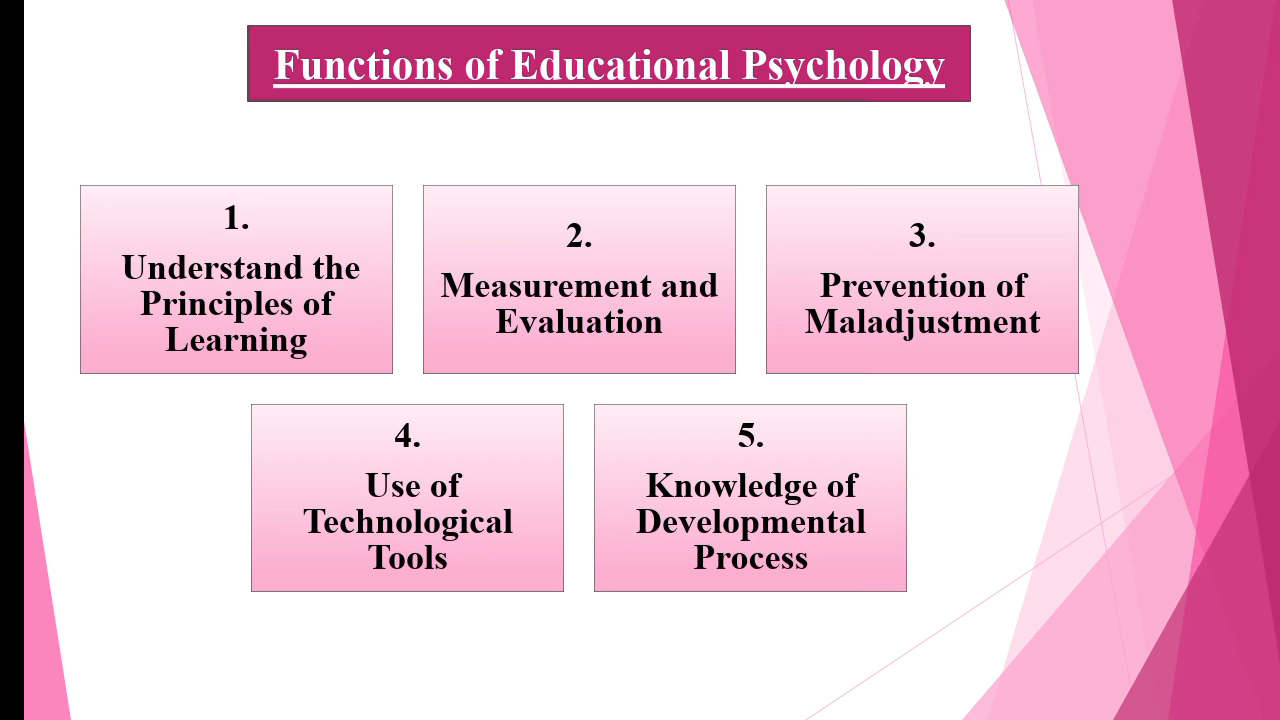 Functions of Educational Psychology
1.
Understand the
Principles of
Learning
2.
Measurement and
Evaluation
3.
Prevention of
Maladjustment
4.
Use of
Technological
Tools
5.
Knowledge of
Developmental
Process